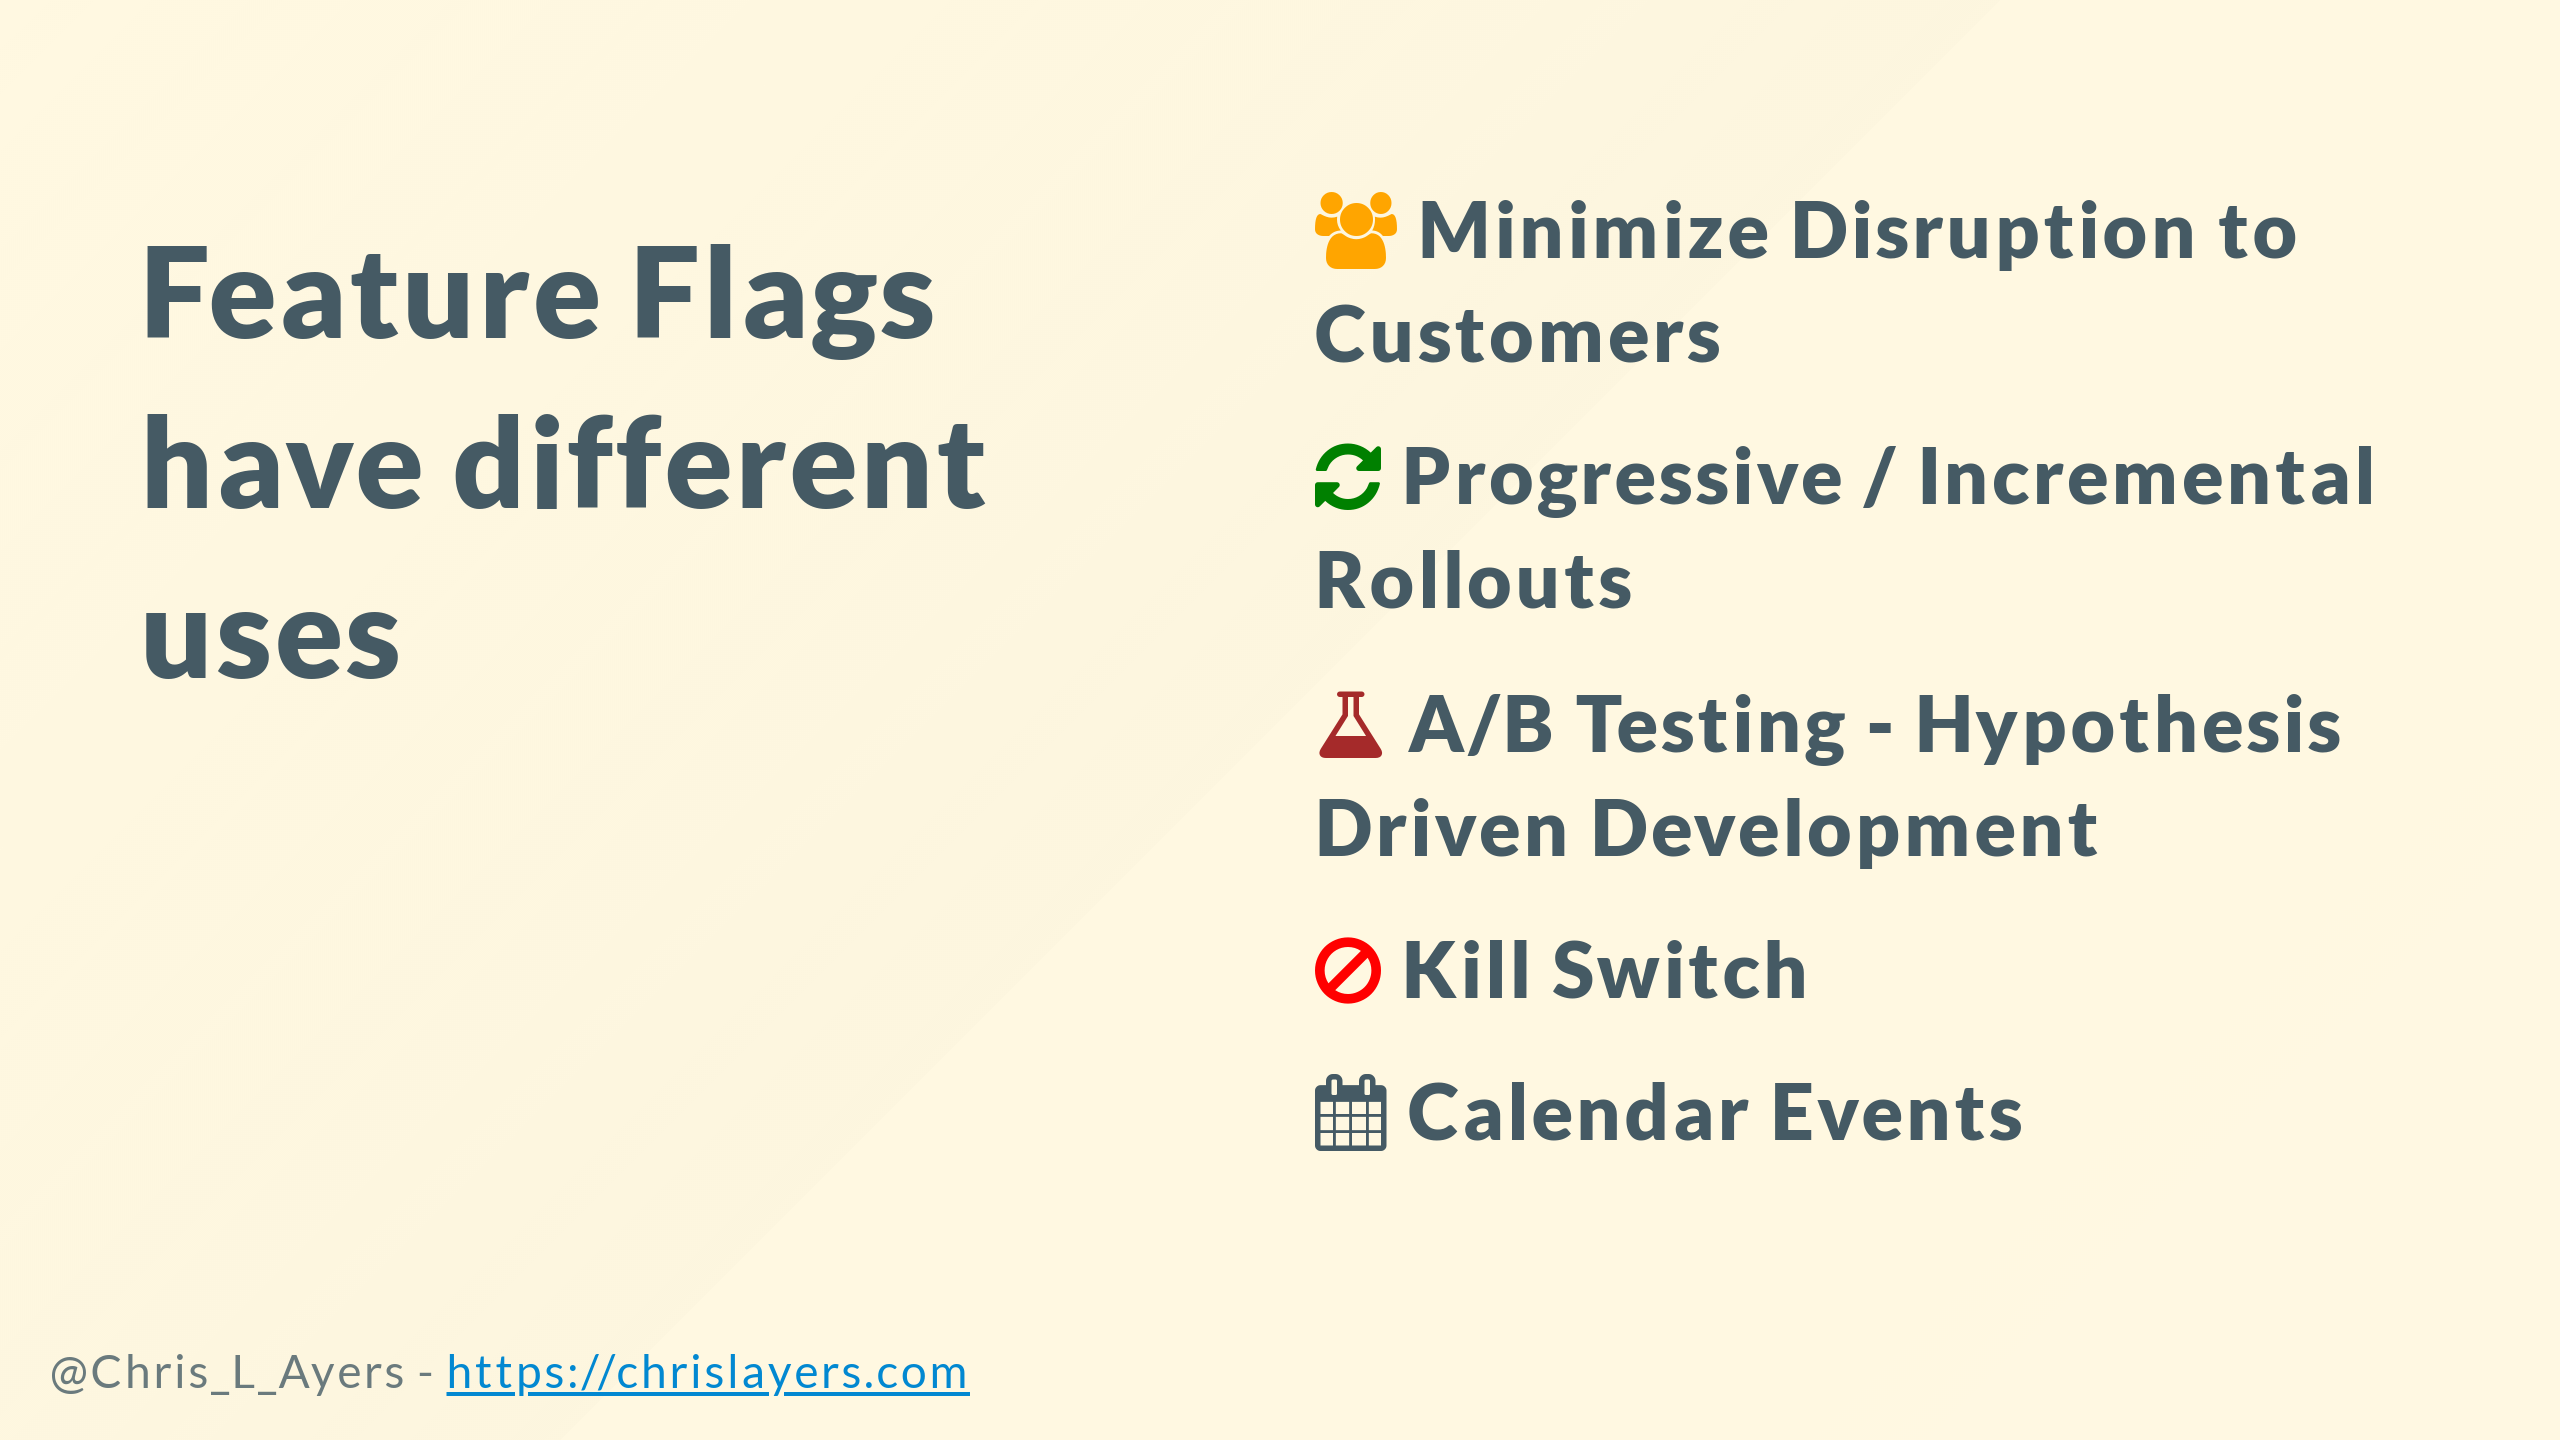 Feature Flags
have different
uses
Minimize Disruption to
Customers
Progressive / Incremental
Rollouts
A/B Testing - Hypothesis
Driven Development
Kill Switch
Calendar Events
@Chris_L_Ayers - https://chrislayers.com